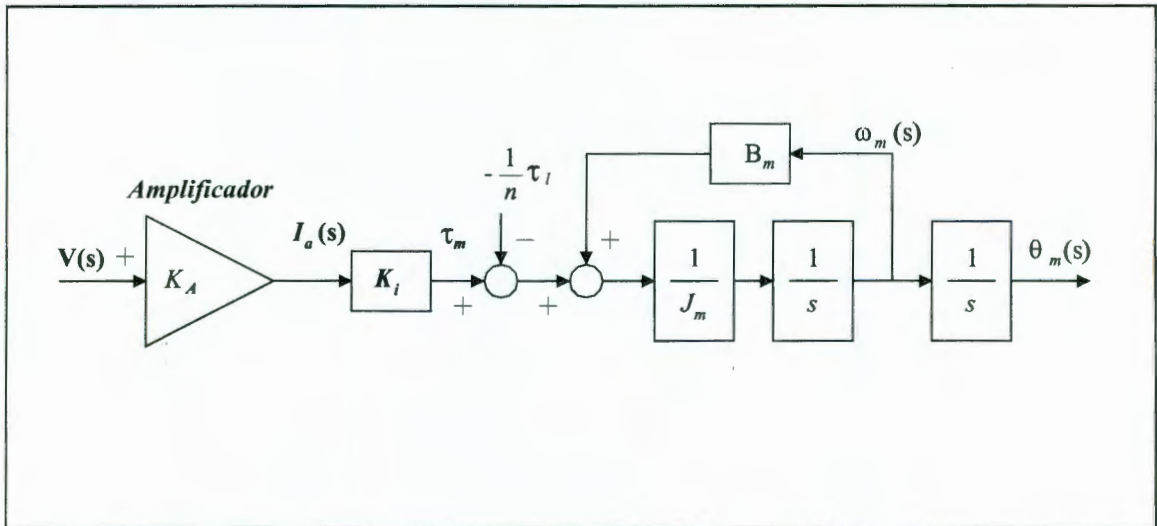 ω_m(s)
B_m
-1/n τ_l
Amplificador
I_a(s)
τ_m
V(s) +
K_A
K_i
+
−
+
+
1/J_m
1/s
1/s
θ_m(s)